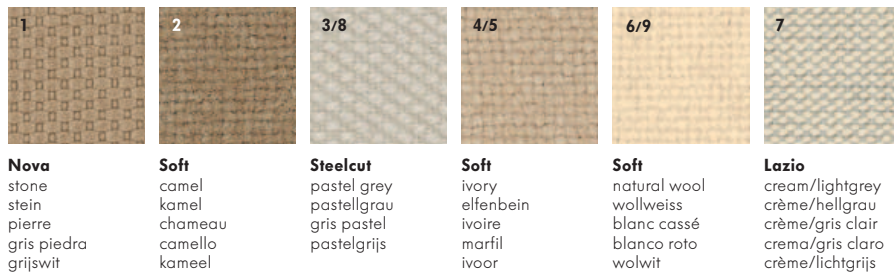 1
2
3/8
4/5
6/9
7
Nova
stone
stein
pierre
gris piedra
grijswit
Soft
camel
kamel
chameau
camello
kameel
Steelcut
pastel grey
pastellgrau
gris pastel
pastelgrijs
Soft
ivory
elfenbein
ivoire
marfil
ivoor
Soft
natural wool
wollweiss
blanc cassé
blanco roto
wolwit
Lazio
cream/lightgrey
crème/hellgrau
crème/gris clair
crema/gris claro
crème/lichtgrijs